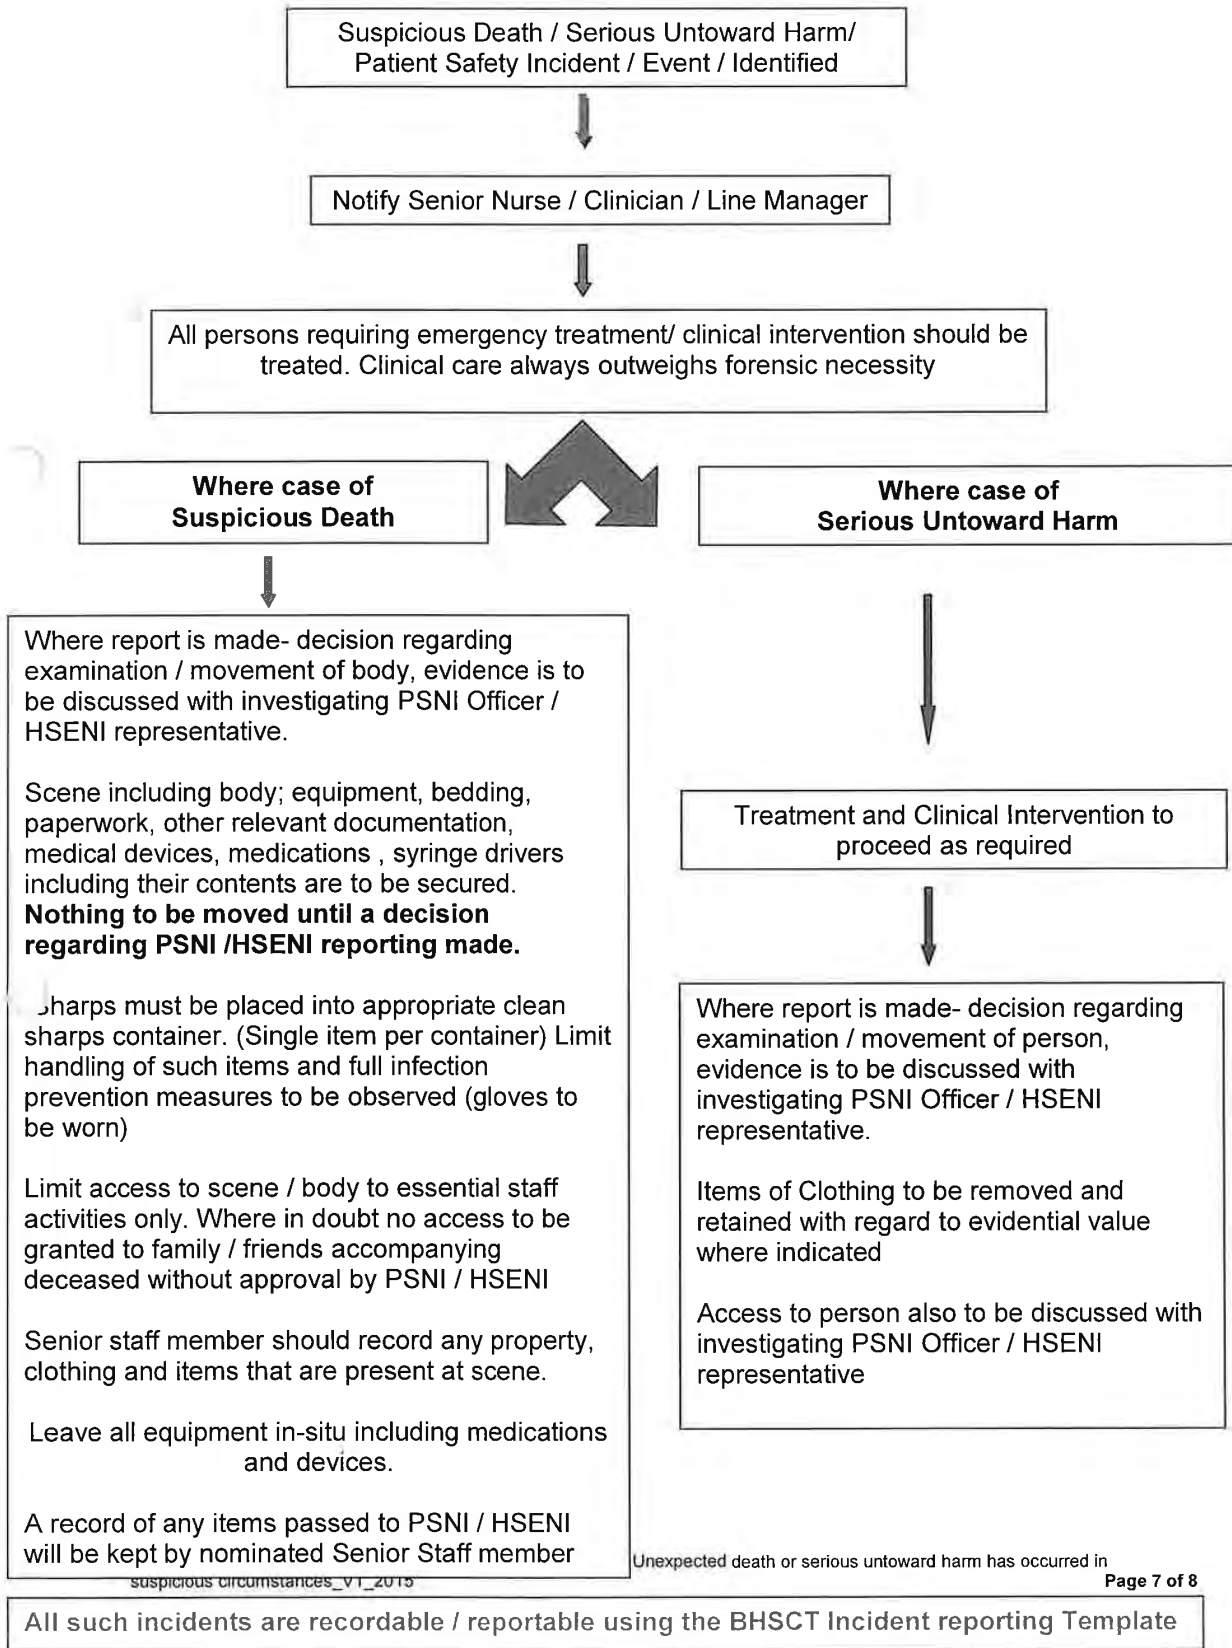 Suspicious Death / Serious Untoward Harm/
Patient Safety Incident / Event / Identified
Notify Senior Nurse / Clinician / Line Manager
All persons requiring emergency treatment/ clinical intervention should be
treated. Clinical care always outweighs forensic necessity
Where case of
Suspicious Death
Where report is made- decision regarding
examination / movement of body, evidence is to
be discussed with investigating PSNI Officer /
HSENI representative.
Scene including body; equipment, bedding,
paperwork, other relevant documentation,
medical devices, medications , syringe drivers
including their contents are to be secured.
Nothing to be moved until a decision
regarding PSNI /HSENI reporting made.
Sharps must be placed into appropriate clean
sharps container. (Single item per container) Limit
handling of such items and full infection
prevention measures to be observed (gloves to
be worn)
Limit access to scene / body to essential staff
activities only. Where in doubt no access to be
granted to family / friends accompanying
deceased without approval by PSNI / HSENI
Senior staff member should record any property,
clothing and items that are present at scene.
Leave all equipment in-situ including medications
and devices.
A record of any items passed to PSNI / HSENI
will be kept by nominated Senior Staff member
Where case of
Serious Untoward Harm
Treatment and Clinical Intervention to
proceed as required
Where report is made- decision regarding
examination / movement of person,
evidence is to be discussed with
investigating PSNI Officer / HSENI
representative.
Items of Clothing to be removed and
retained with regard to evidential value
where indicated
Access to person also to be discussed with
investigating PSNI Officer / HSENI
representative
Unexpected death or serious untoward harm has occurred in
suspicious circumstances_V1_2015
Page 7 of 8
All such incidents are recordable / reportable using the BHSCT Incident reporting Template